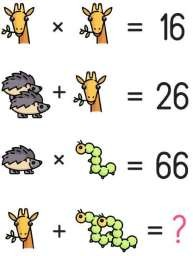 × = 16
+ = 26
× = 66
+ = ?